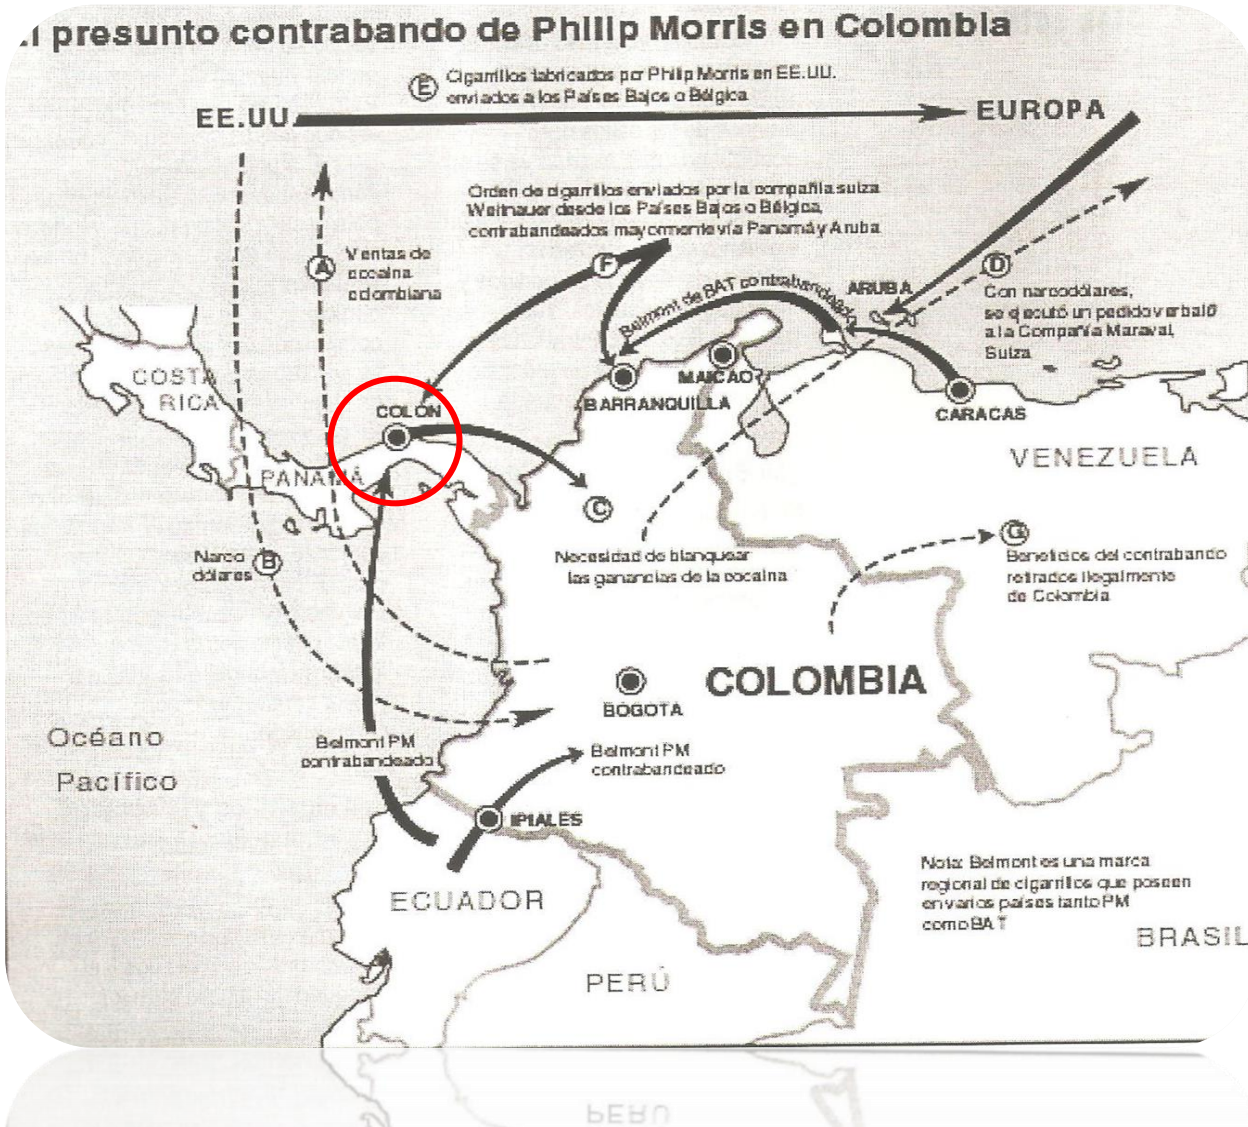 El presunto contrabando de Philip Morris en Colombia
E
Cigarrillos fabricados por Philip Morris en EE.UU.
enviados a los Países Bajos o Bélgica
EE.UU.
EUROPA
Orden de cigarrillos enviados por la compañía suiza
Weitnauer desde los Países Bajos o Bélgica,
contrabandeados mayormente vía Panamá y Aruba
A
Ventas de
cocaína
colombiana
F
D
Belmont de BAT contrabandeado
ARUBA
Con narcodólares,
se ejecutó un pedido verbal
a la Compañía Maraval,
Suiza
COSTA
RICA
COLÓN
MAICAO
BARRANQUILLA
CARACAS
PANAMÁ
VENEZUELA
C
Narco
dólares
B
Necesidad de blanquear
las ganancias de la cocaína
G
Beneficios del contrabando
retirados ilegalmente
de Colombia
COLOMBIA
BOGOTA
Océano
Pacífico
Belmont PM
contrabandeado
Belmont PM
contrabandeado
IPIALES
ECUADOR
Nota: Belmont es una marca
regional de cigarrillos que poseen
en varios países tanto PM
como BAT
BRASIL
PERÚ